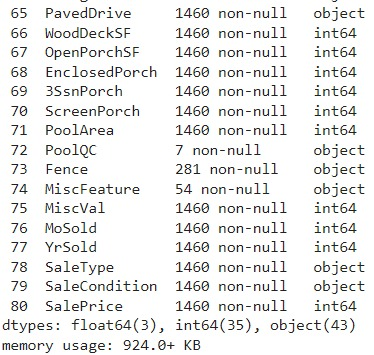 65 PavedDrive 1460 non-null object
66 WoodDeckSF 1460 non-null int64
67 OpenPorchSF 1460 non-null int64
68 EnclosedPorch 1460 non-null int64
69 3SsnPorch 1460 non-null int64
70 ScreenPorch 1460 non-null int64
71 PoolArea 1460 non-null int64
72 PoolQC 7 non-null object
73 Fence 281 non-null object
74 MiscFeature 54 non-null object
75 MiscVal 1460 non-null int64
76 MoSold 1460 non-null int64
77 YrSold 1460 non-null int64
78 SaleType 1460 non-null object
79 SaleCondition 1460 non-null object
80 SalePrice 1460 non-null int64
dtypes: float64(3), int64(35), object(43)
memory usage: 924.0+ KB